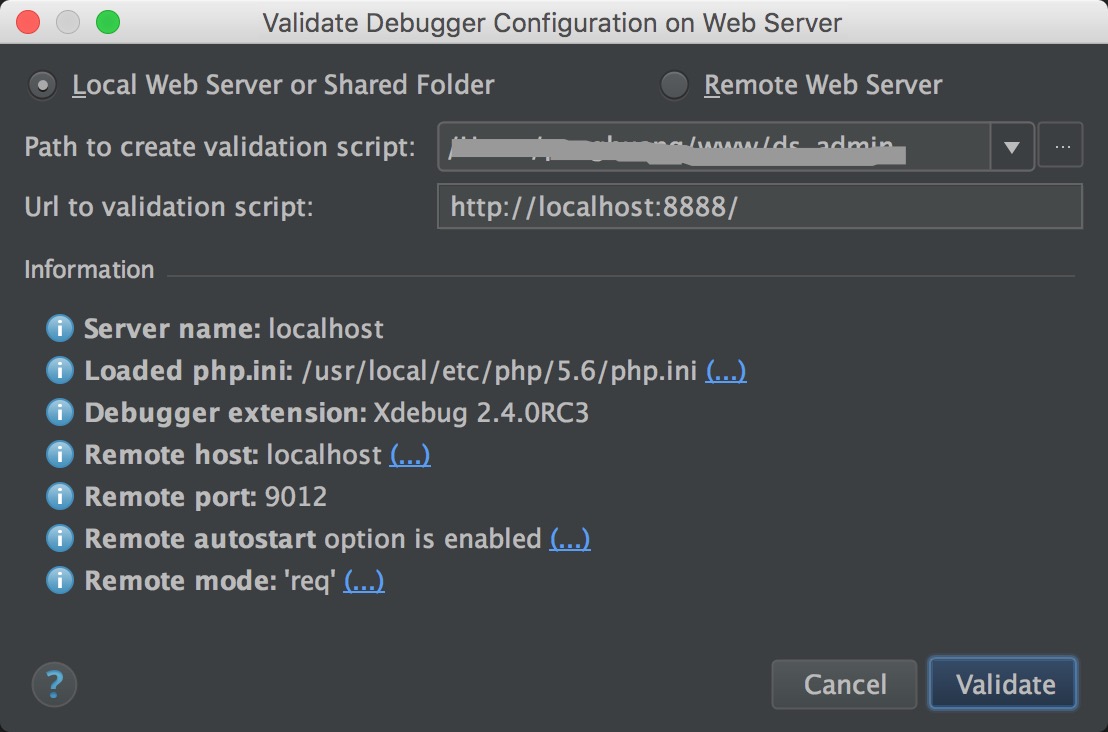 Validate Debugger Configuration on Web Server
Local Web Server or Shared Folder
Remote Web Server
Path to create validation script: /www/ds_admin
...
Url to validation script: http://localhost:8888/
Information
Server name: localhost
Loaded php.ini: /usr/local/etc/php/5.6/php.ini (...)
Debugger extension: Xdebug 2.4.0RC3
Remote host: localhost (...)
Remote port: 9012
Remote autostart option is enabled (...)
Remote mode: 'req' (...)
?
Cancel
Validate